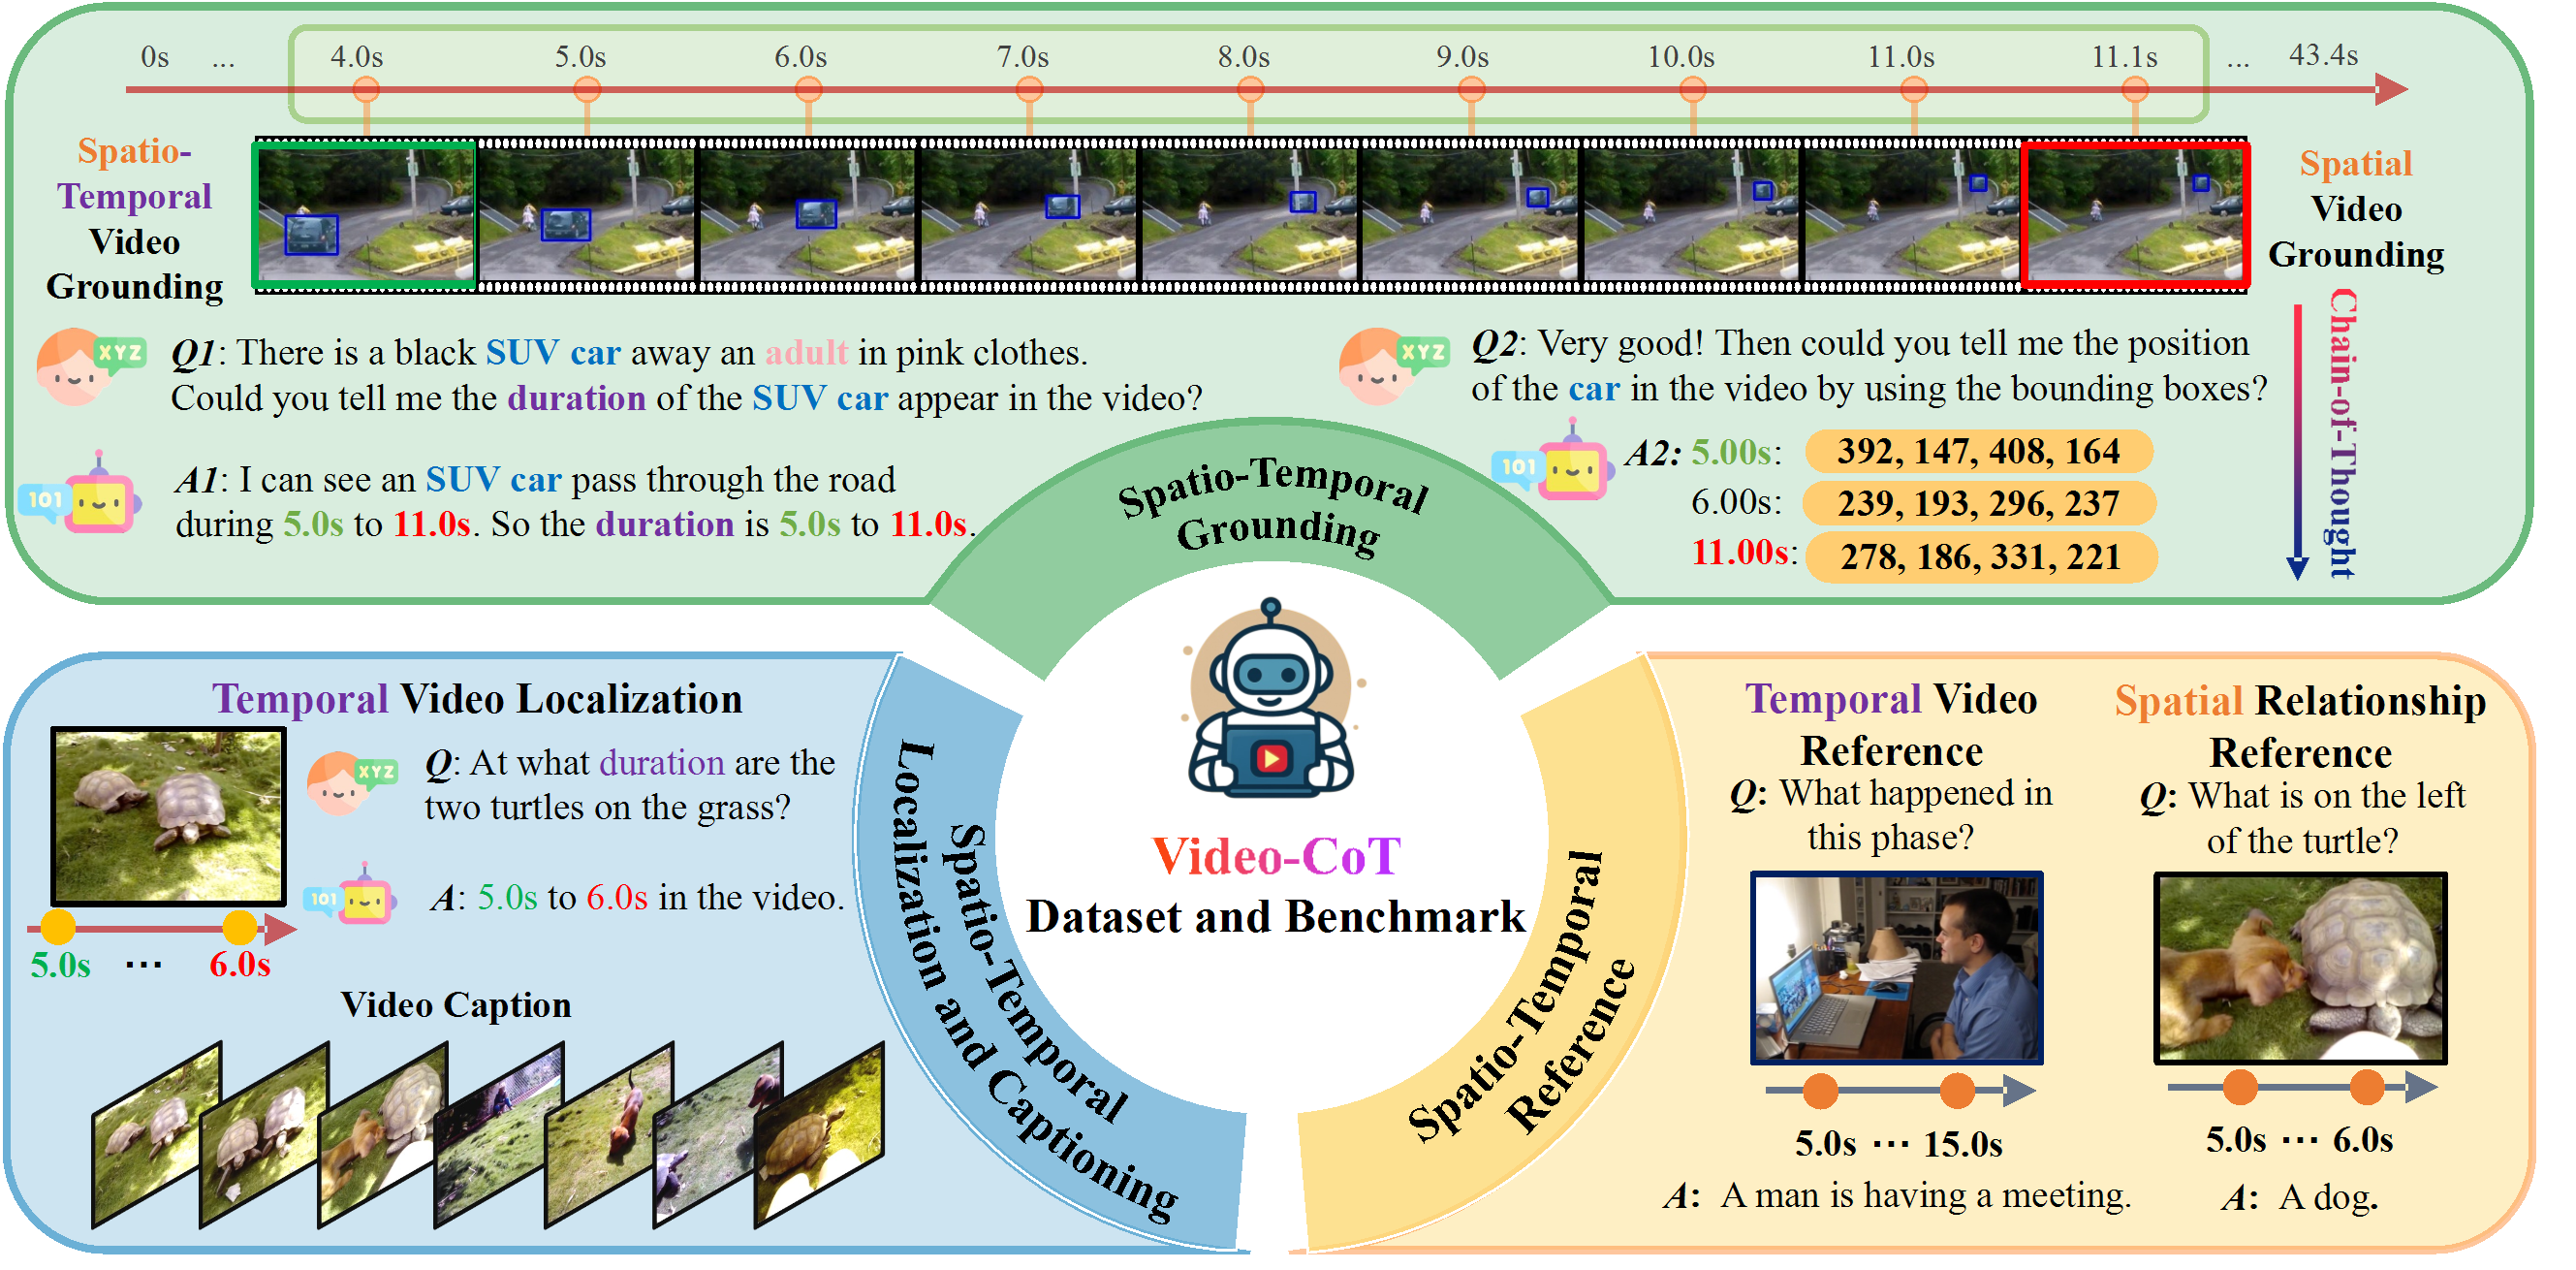 0s ... 4.0s 5.0s 6.0s 7.0s 8.0s 9.0s 10.0s 11.0s 11.1s ... 43.4s
Spatio-
Temporal
Video
Grounding
Spatial
Video
Grounding
XYZ
Q1: There is a black SUV car away an adult in pink clothes.
Could you tell me the duration of the SUV car appear in the video?
101
A1: I can see an SUV car pass through the road
during 5.0s to 11.0s. So the duration is 5.0s to 11.0s.
XYZ
Q2: Very good! Then could you tell me the position
of the car in the video by using the bounding boxes?
101
A2: 5.00s: 392, 147, 408, 164
6.00s: 239, 193, 296, 237
11.00s: 278, 186, 331, 221
Chain-of-Thought
Spatio-Temporal
Grounding
Temporal Video Localization
XYZ
Q: At what duration are the
two turtles on the grass?
101
A: 5.0s to 6.0s in the video.
5.0s ... 6.0s
Video Caption
Spatio-Temporal
Localization and Captioning
Video-CoT
Dataset and Benchmark
Spatio-Temporal
Reference
Temporal Video
Reference
Q: What happened in
this phase?
5.0s ... 15.0s
A: A man is having a meeting.
Spatial Relationship
Reference
Q: What is on the left
of the turtle?
5.0s ... 6.0s
A: A dog.